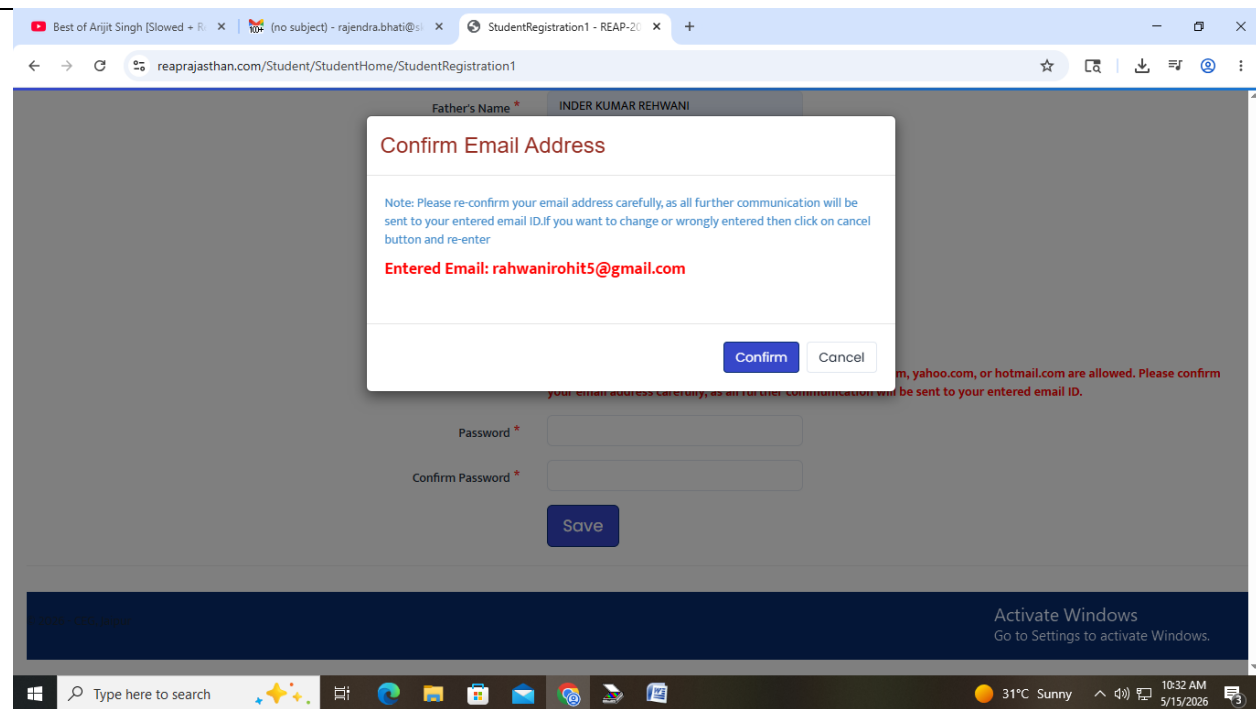 Best of Arijit Singh [Slowed + R
(no subject) - rajendra.bhati@s
StudentRegistration1 - REAP-20
reaprajasthan.com/Student/StudentHome/StudentRegistration1
Father's Name *
INDER KUMAR REHWANI
Confirm Email Address
Note: Please re-confirm your email address carefully, as all further communication will be
sent to your entered email ID.If you want to change or wrongly entered then click on cancel
button and re-enter
Entered Email: rahwanirohit5@gmail.com
Confirm
Cancel
m, yahoo.com, or hotmail.com are allowed. Please confirm
your email address carefully, as all further communication will be sent to your entered email ID.
Password *
Confirm Password *
Save
Activate Windows
Go to Settings to activate Windows.
Type here to search
31°C Sunny
10:32 AM
5/15/2026
3